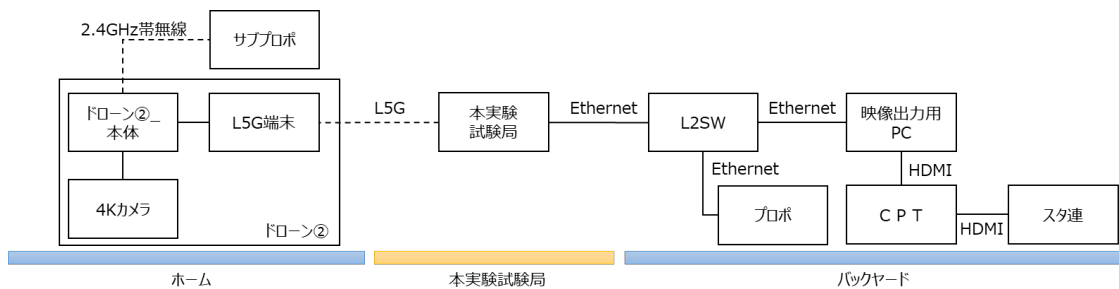 2.4GHz帯無線
サブプロポ
ドローン②_
本体
L5G端末
L5G
本実験
試験局
Ethernet
L2SW
Ethernet
映像出力用
PC
Ethernet
HDMI
4Kカメラ
プロポ
ＣＰＴ
HDMI
スタ連
ドローン②
ホーム
本実験試験局
バックヤード